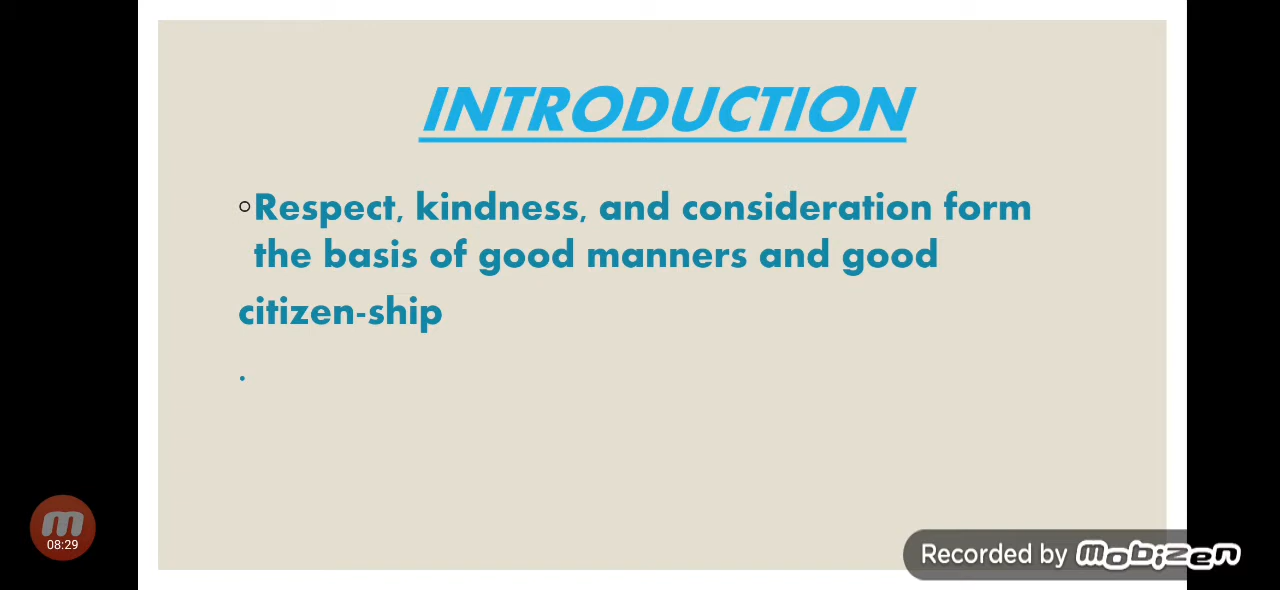 INTRODUCTION
Respect, kindness, and consideration form
the basis of good manners and good
citizen-ship
.
08:29
Recorded by mobizen